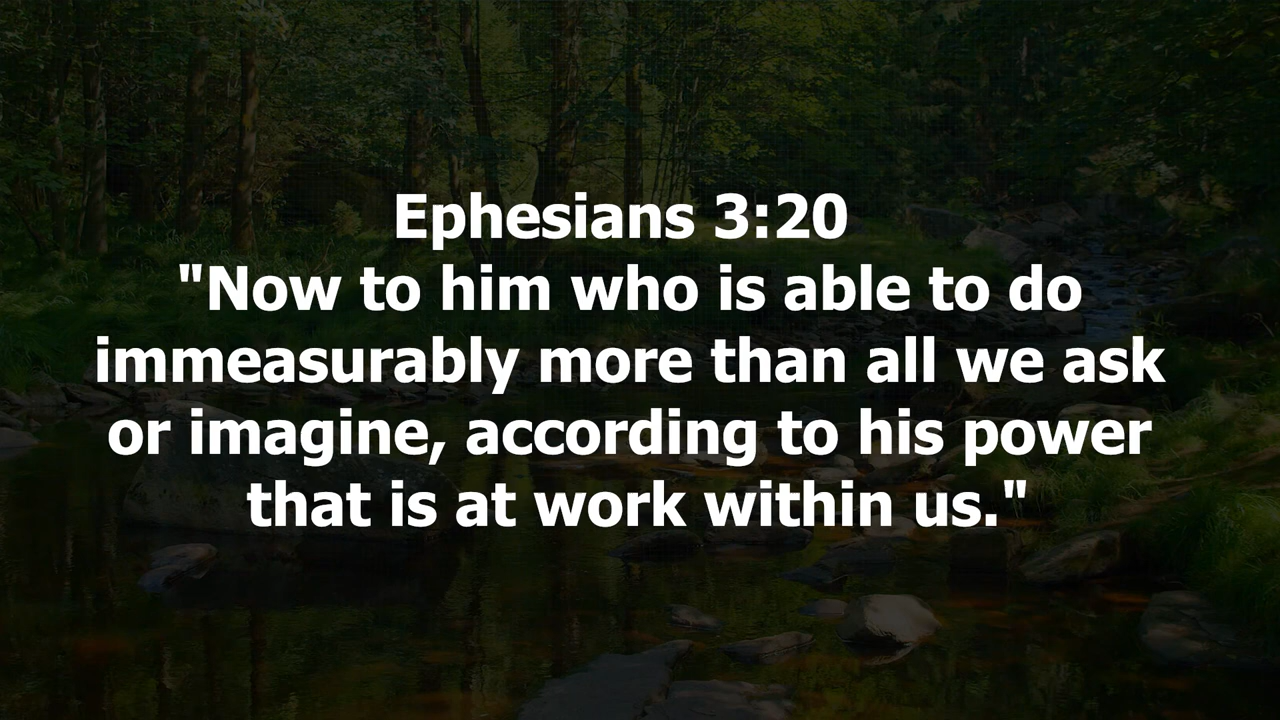 Ephesians 3:20
"Now to him who is able to do
immeasurably more than all we ask
or imagine, according to his power
that is at work within us."